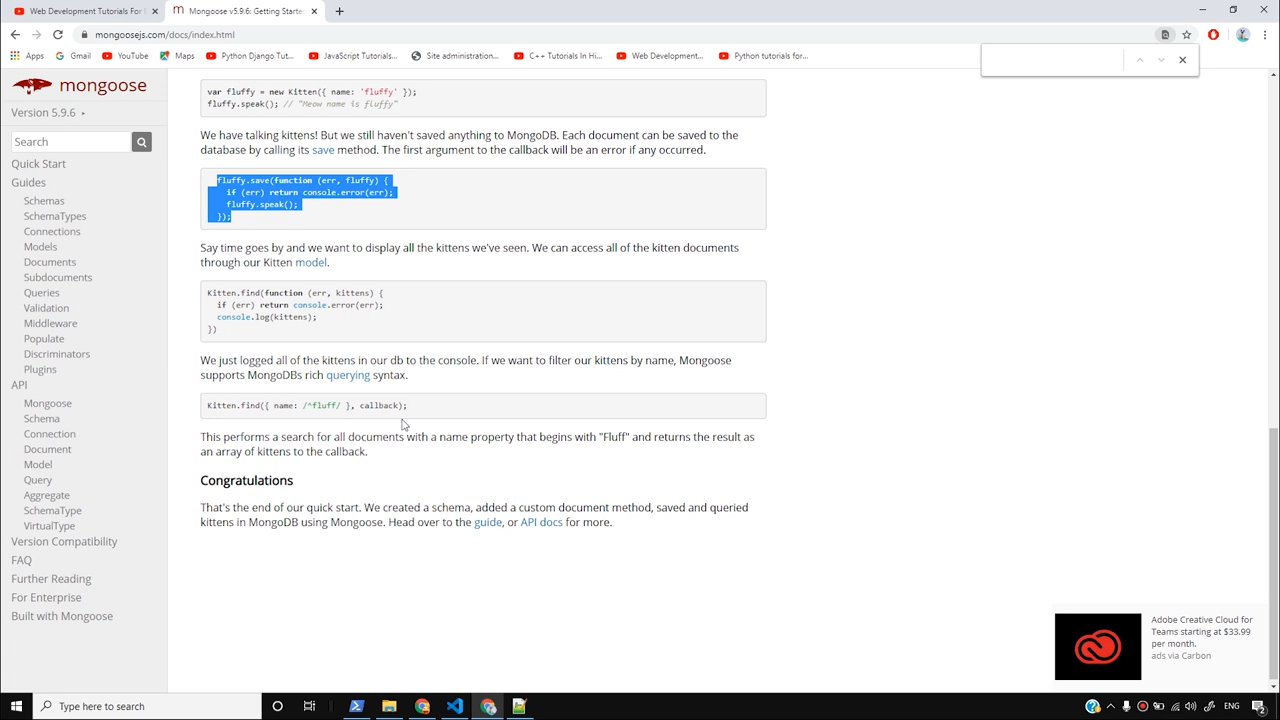 Web Development Tutorials For
Mongoose v5.9.6: Getting Starte
mongoosejs.com/docs/index.html
Apps
Gmail
YouTube
Maps
Python Django Tut...
JavaScript Tutorials...
Site administration...
C++ Tutorials In Hi...
Web Development...
Python tutorials for...
mongoose
Version 5.9.6
Search
Quick Start
Guides
Schemas
SchemaTypes
Connections
Models
Documents
Subdocuments
Queries
Validation
Middleware
Populate
Discriminators
Plugins
API
Mongoose
Schema
Connection
Document
Model
Query
Aggregate
SchemaType
VirtualType
Version Compatibility
FAQ
Further Reading
For Enterprise
Built with Mongoose
var fluffy = new Kitten({ name: 'fluffy' });
fluffy.speak(); // "Meow name is fluffy"
We have talking kittens! But we still haven't saved anything to MongoDB. Each document can be saved to the
database by calling its save method. The first argument to the callback will be an error if any occurred.
fluffy.save(function (err, fluffy) {
if (err) return console.error(err);
fluffy.speak();
});
Say time goes by and we want to display all the kittens we've seen. We can access all of the kitten documents
through our Kitten model.
Kitten.find(function (err, kittens) {
if (err) return console.error(err);
console.log(kittens);
})
We just logged all of the kittens in our db to the console. If we want to filter our kittens by name, Mongoose
supports MongoDBs rich querying syntax.
Kitten.find({ name: /^fluff/ }, callback);
This performs a search for all documents with a name property that begins with "Fluff" and returns the result as
an array of kittens to the callback.
Congratulations
That's the end of our quick start. We created a schema, added a custom document method, saved and queried
kittens in MongoDB using Mongoose. Head over to the guide, or API docs for more.
Adobe Creative Cloud for
Teams starting at $33.99
per month.
ads via Carbon
Type here to search
ENG
2